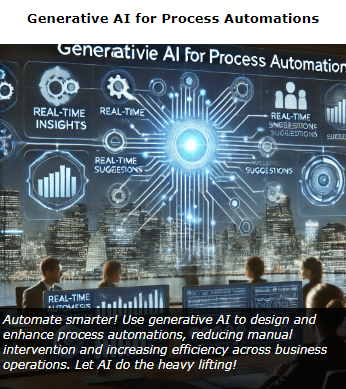 Generative AI for Process Automations
Generativie AI for Process Automation
REAL-TIME
INSIGHTS
REAL-TIME
REAL-TIME
SUGGESTIONS
REAL-TIME
SUGGESTIONS
REAL-TIME
Automate smarter! Use generative AI to design and
enhance process automations, reducing manual
intervention and increasing efficiency across business
operations. Let AI do the heavy lifting!